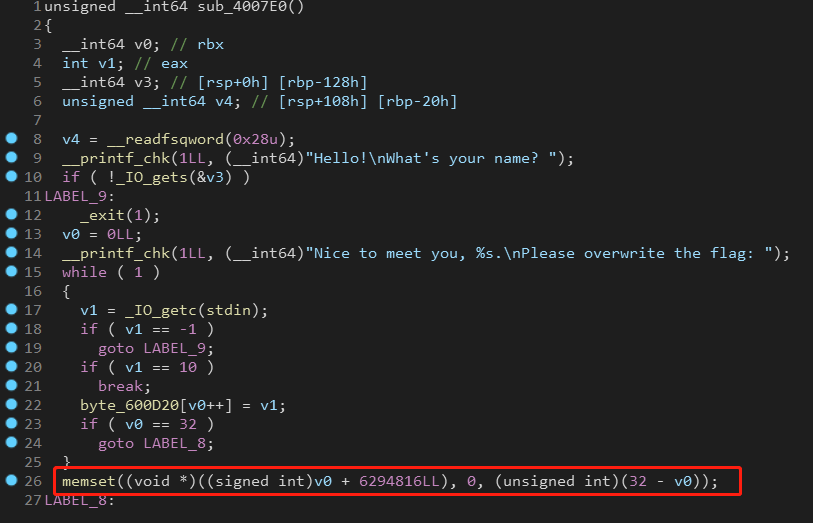 1 unsigned __int64 sub_4007E0()
2 {
3 __int64 v0; // rbx
4 int v1; // eax
5 __int64 v3; // [rsp+0h] [rbp-128h]
6 unsigned __int64 v4; // [rsp+108h] [rbp-20h]
7
8 v4 = __readfsqword(0x28u);
9 __printf_chk(1LL, (__int64)"Hello!\nWhat's your name? ");
10 if ( !_IO_gets(&v3) )
11 LABEL_9:
12 _exit(1);
13 v0 = 0LL;
14 __printf_chk(1LL, (__int64)"Nice to meet you, %s.\nPlease overwrite the flag: ");
15 while ( 1 )
16 {
17 v1 = _IO_getc(stdin);
18 if ( v1 == -1 )
19 goto LABEL_9;
20 if ( v1 == 10 )
21 break;
22 byte_600D20[v0++] = v1;
23 if ( v0 == 32 )
24 goto LABEL_8;
25 }
26 memset((void *)((signed int)v0 + 6294816LL), 0, (unsigned int)(32 - v0));
27 LABEL_8: